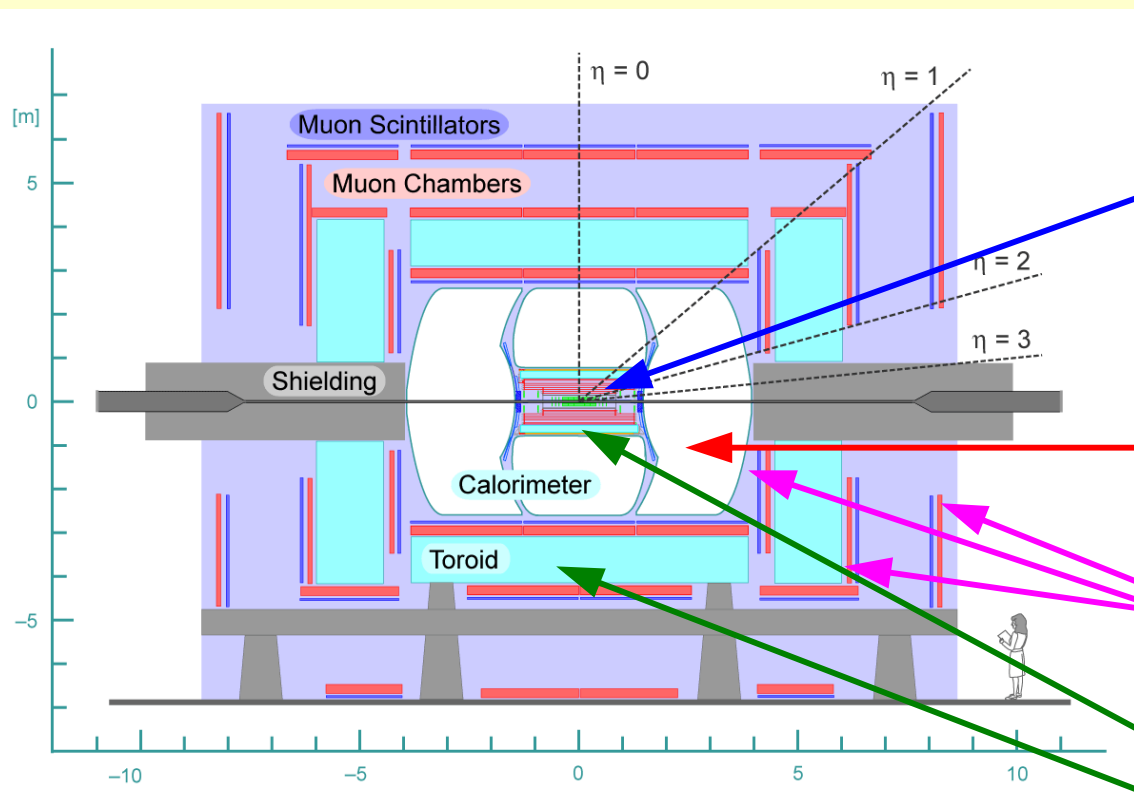 η = 0
η = 1
[m]
Muon Scintillators
5
Muon Chambers
η = 2
η = 3
Shielding
0
Calorimeter
Toroid
–5
–10
–5
0
5
10